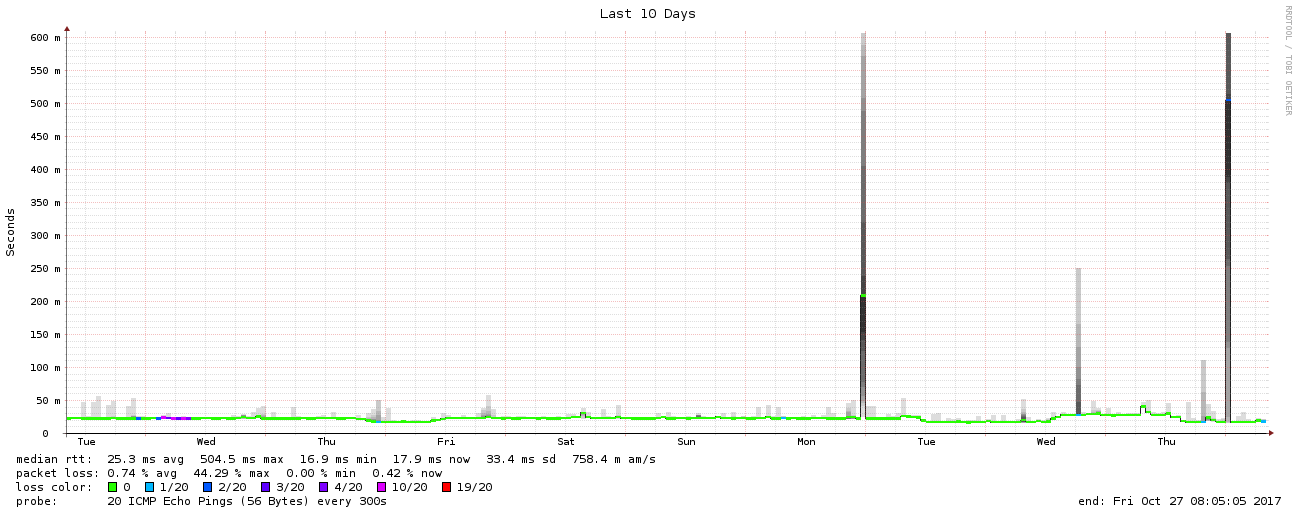 Last 10 Days
RRDTOOL / TOBI OETIKER
Seconds
600 m
550 m
500 m
450 m
400 m
350 m
300 m
250 m
200 m
150 m
100 m
50 m
0
Tue Wed Thu Fri Sat Sun Mon Tue Wed Thu
median rtt: 25.3 ms avg 504.5 ms max 16.9 ms min 17.9 ms now 33.4 ms sd 758.4 m am/s
packet loss: 0.74 % avg 44.29 % max 0.00 % min 0.42 % now
loss color: 0 1/20 2/20 3/20 4/20 10/20 19/20
probe: 20 ICMP Echo Pings (56 Bytes) every 300s end: Fri Oct 27 08:05:05 2017